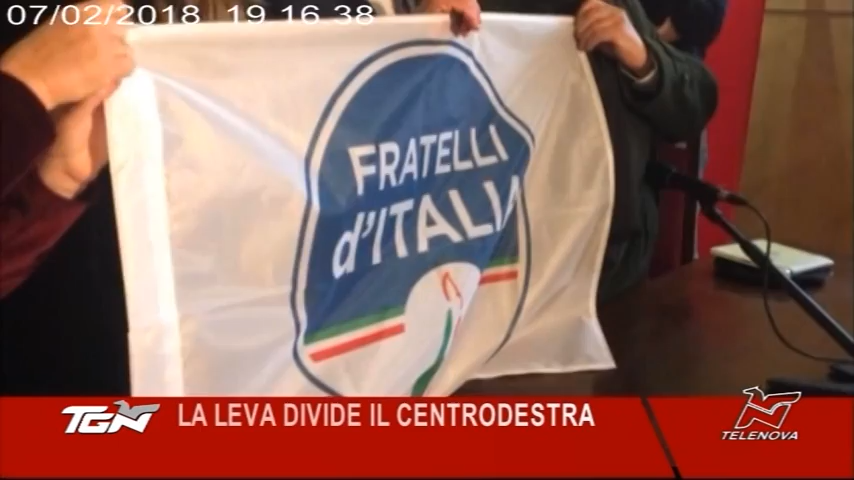 07/02/2018 19 16 38
FRATELLI
d'ITALIA
TGN LA LEVA DIVIDE IL CENTRODESTRA
TELENOVA